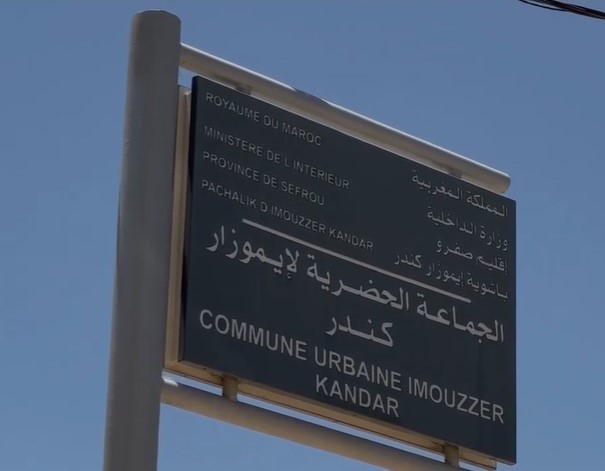 ROYAUME DU MAROC
MINISTERE DE L INTERIEUR
PROVINCE DE SEFROU
PACHALIK D IMOUZZER KANDAR
المملكة المغربية
وزارة الداخلية
إقليم صفرو
باشوية إيموزار كندر
الجماعة الحضرية لإيموزار
كندر
COMMUNE URBAINE IMOUZZER
KANDAR